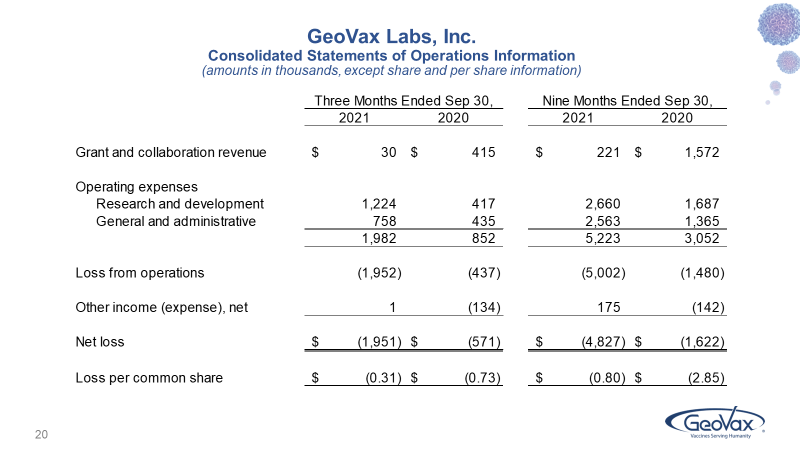 GeoVax Labs, Inc.
Consolidated Statements of Operations Information
(amounts in thousands, except share and per share information)
Three Months Ended Sep 30, Nine Months Ended Sep 30,
2021 2020 2021 2020
Grant and collaboration revenue $ 30 $ 415 $ 221 $ 1,572
Operating expenses
Research and development 1,224 417 2,660 1,687
General and administrative 758 435 2,563 1,365
1,982 852 5,223 3,052
Loss from operations (1,952) (437) (5,002) (1,480)
Other income (expense), net 1 (134) 175 (142)
Net loss $ (1,951) $ (571) $ (4,827) $ (1,622)
Loss per common share $ (0.31) $ (0.73) $ (0.80) $ (2.85)
GeoVax®
Vaccines Serving Humanity
20